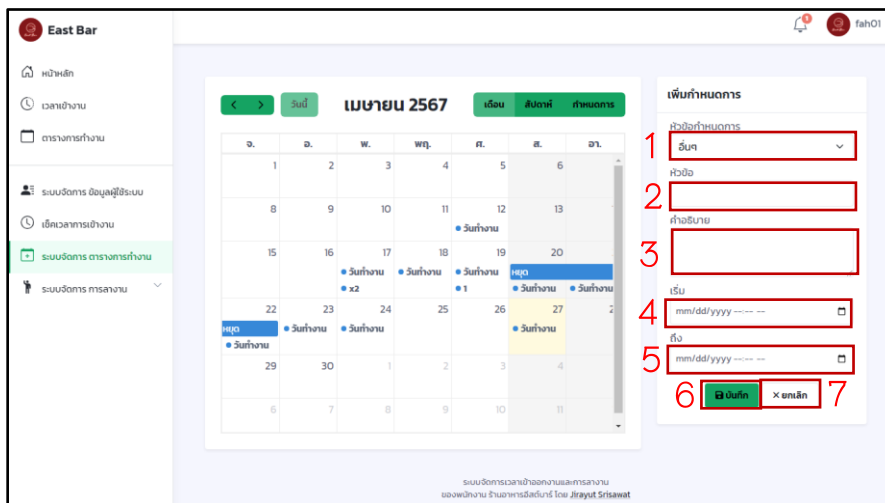 East Bar
1
fah01
หน้าหลัก
เวลาเข้างาน
ตารางการทำงาน
ระบบจัดการ ข้อมูลผู้ใช้ระบบ
เช็คเวลาการเข้างาน
ระบบจัดการ ตารางการทำงาน
ระบบจัดการ การลางาน
< > วันนี้ เมษายน 2567 เดือน สัปดาห์ กำหนดการ
จ. อ. พ. พฤ. ศ. ส. อา.
1 2 3 4 5 6
8 9 10 11 12 13
วันทำงาน
15 16 17 18 19 20
วันทำงาน วันทำงาน วันทำงาน หยุด
x2 1 วันทำงาน วันทำงาน
22 23 24 25 26 27 2
หยุด วันทำงาน วันทำงาน วันทำงาน
วันทำงาน
29 30 1 2 3 4
6 7 8 9 10 11
เพิ่มกำหนดการ
หัวข้อกำหนดการ
1 อื่นๆ
หัวข้อ
2
คำอธิบาย
3
เริ่ม
4 mm/dd/yyyy --:-- --
ถึง
5 mm/dd/yyyy --:-- --
6 บันทึก × ยกเลิก 7
ระบบจัดการเวลาเข้าออกงานและการลางาน
ของพนักงาน ร้านอาหารอีสต์บาร์ โดย Jirayut Srisawat